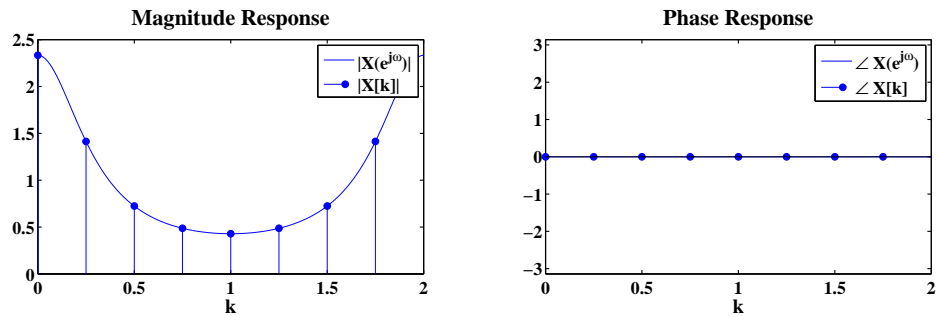 Magnitude Response
2.5
2
1.5
1
0.5
0
|X(e^{jω})|
|X[k]|
0 0.5 1 1.5 2
k
Phase Response
3
2
1
0
−1
−2
−3
∠ X(e^{jω})
∠ X[k]
0 0.5 1 1.5 2
k